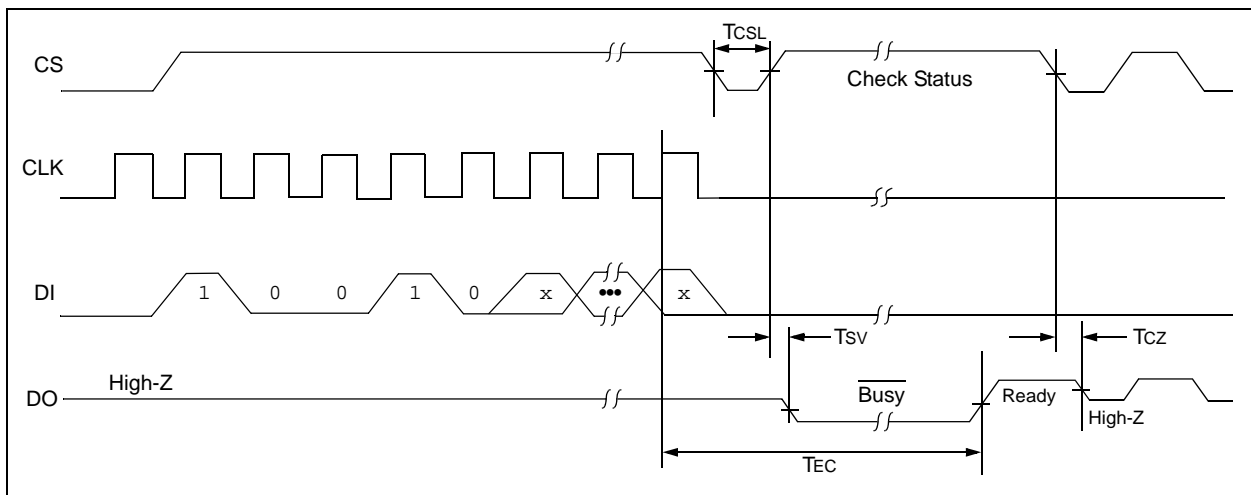 TCSL
CS
Check Status
CLK
DI
1 0 0 1 0 x ••• x
TSV
TCZ
High-Z
DO
Busy
Ready
High-Z
TEC